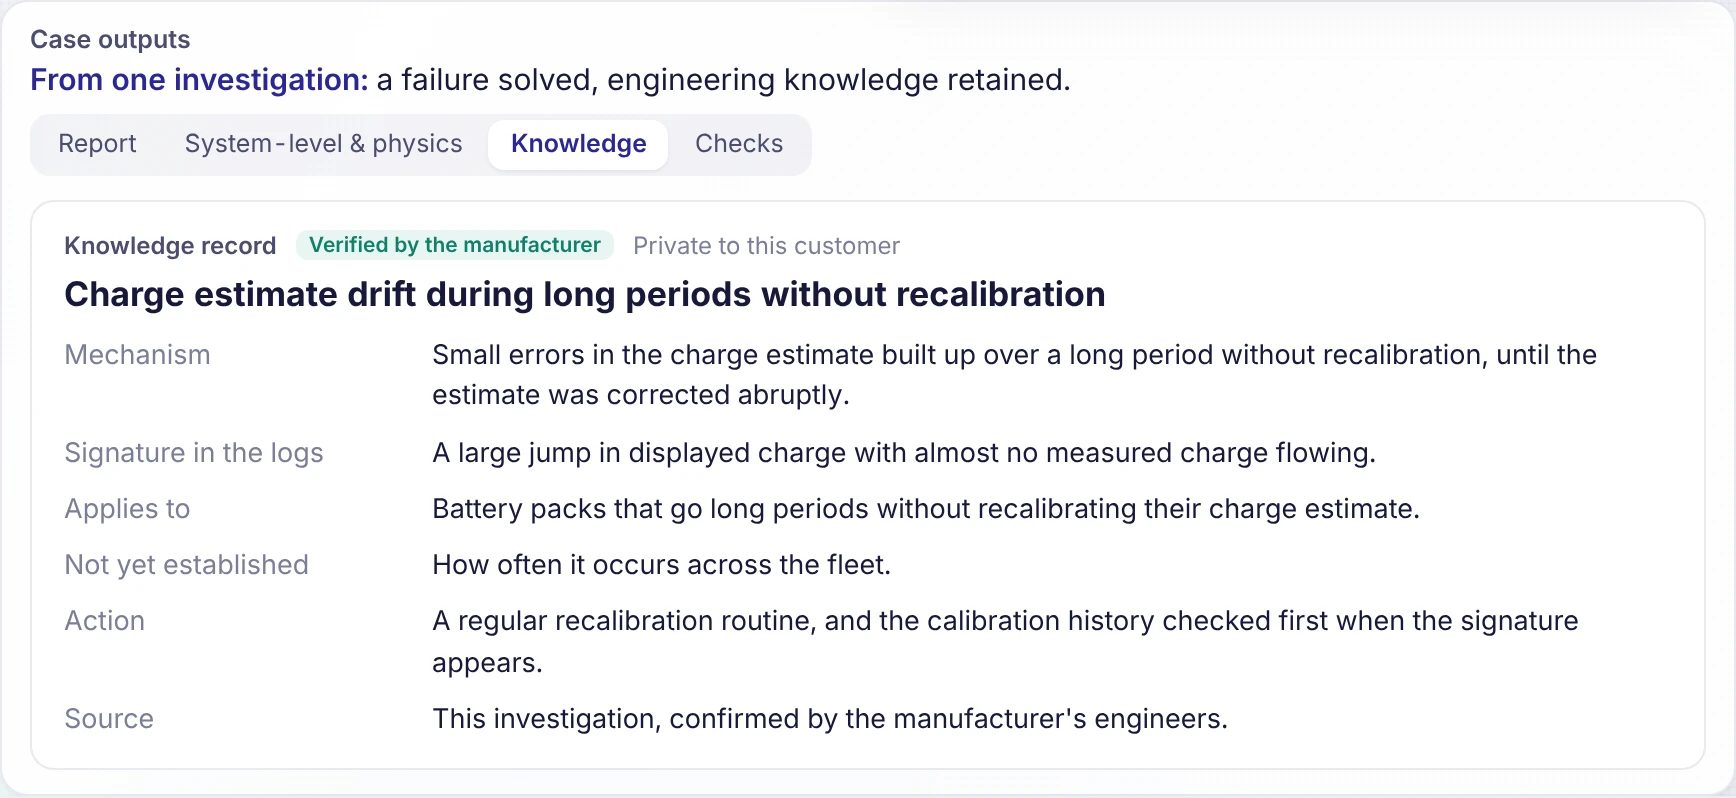 Case outputs
From one investigation: a failure solved, engineering knowledge retained.
Report System-level & physics Knowledge Checks
Knowledge record Verified by the manufacturer Private to this customer
Charge estimate drift during long periods without recalibration
Mechanism Small errors in the charge estimate built up over a long period without recalibration, until the
estimate was corrected abruptly.
Signature in the logs A large jump in displayed charge with almost no measured charge flowing.
Applies to Battery packs that go long periods without recalibrating their charge estimate.
Not yet established How often it occurs across the fleet.
Action A regular recalibration routine, and the calibration history checked first when the signature
appears.
Source This investigation, confirmed by the manufacturer's engineers.